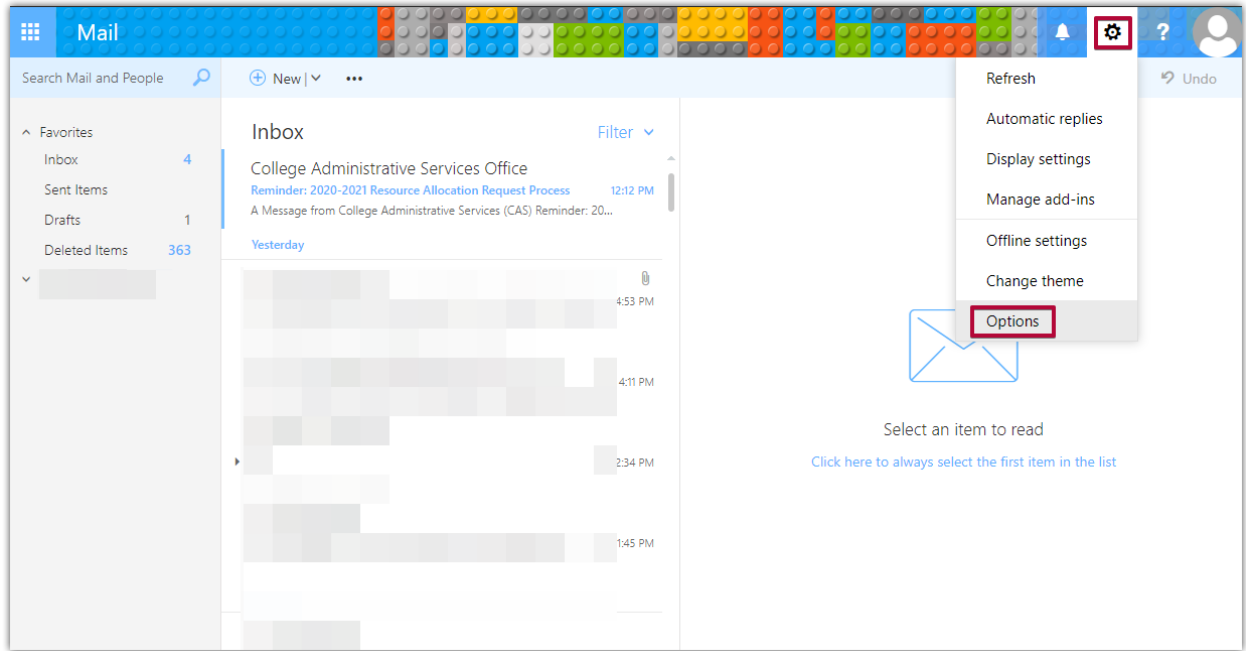 Mail
?
Search Mail and People
New
•••
Undo
Favorites
Inbox 4
Sent Items
Drafts 1
Deleted Items 363
Inbox
Filter
College Administrative Services Office
Reminder: 2020-2021 Resource Allocation Request Process 12:12 PM
A Message from College Administrative Services (CAS) Reminder: 20...
Yesterday
4:53 PM
4:11 PM
2:34 PM
1:45 PM
Refresh
Automatic replies
Display settings
Manage add-ins
Offline settings
Change theme
Options
Select an item to read
Click here to always select the first item in the list